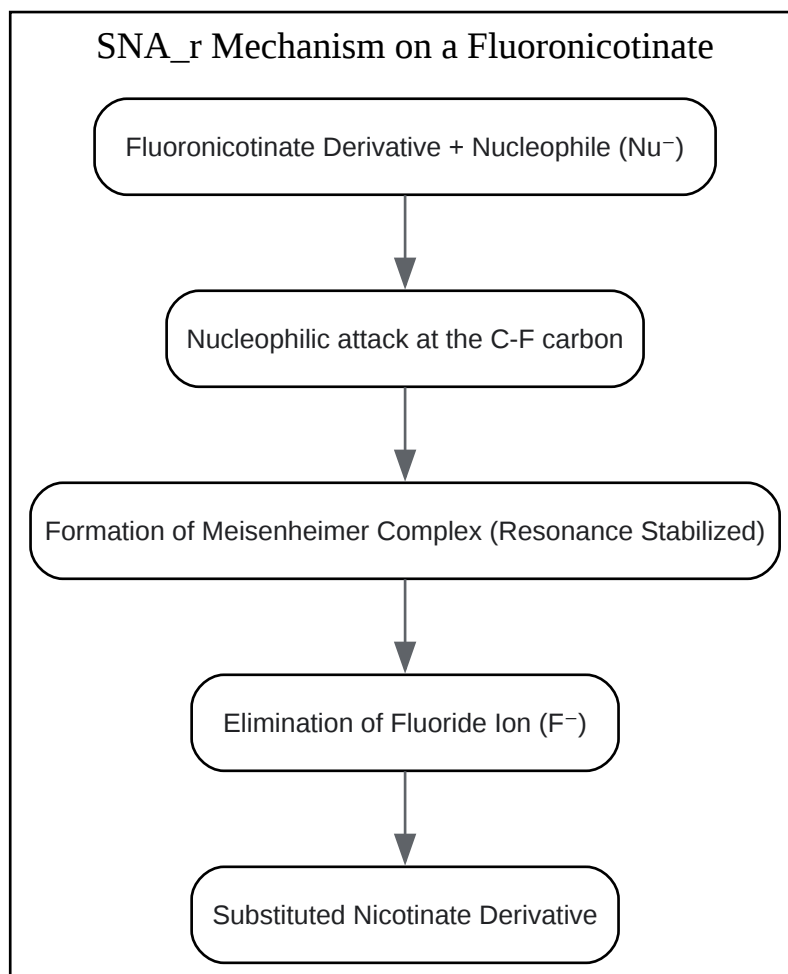 SNA_r Mechanism on a Fluoronicotinate
Fluoronicotinate Derivative + Nucleophile (Nu⁻)
Nucleophilic attack at the C-F carbon
Formation of Meisenheimer Complex (Resonance Stabilized)
Elimination of Fluoride Ion (F⁻)
Substituted Nicotinate Derivative